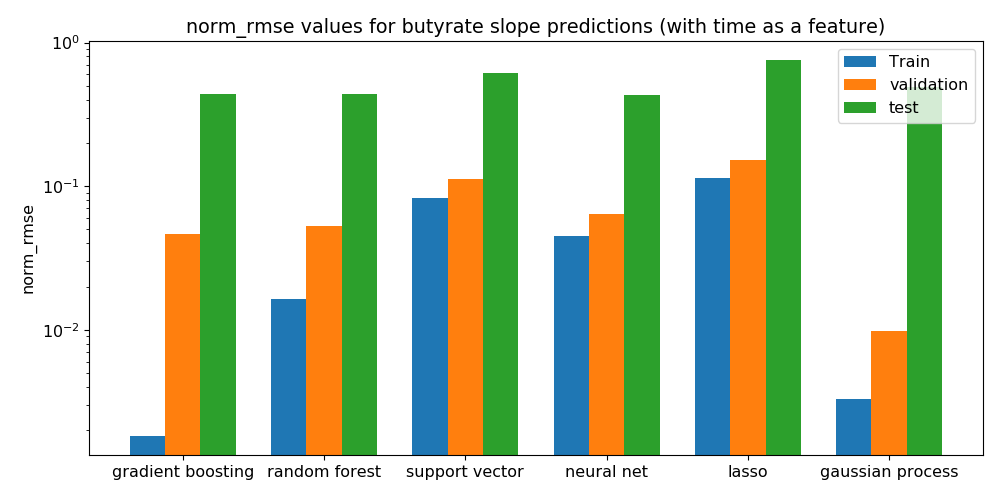 norm_rmse values for butyrate slope predictions (with time as a feature)
10⁰
10⁻¹
10⁻²
norm_rmse
Train
validation
test
gradient boosting random forest support vector neural net lasso gaussian process